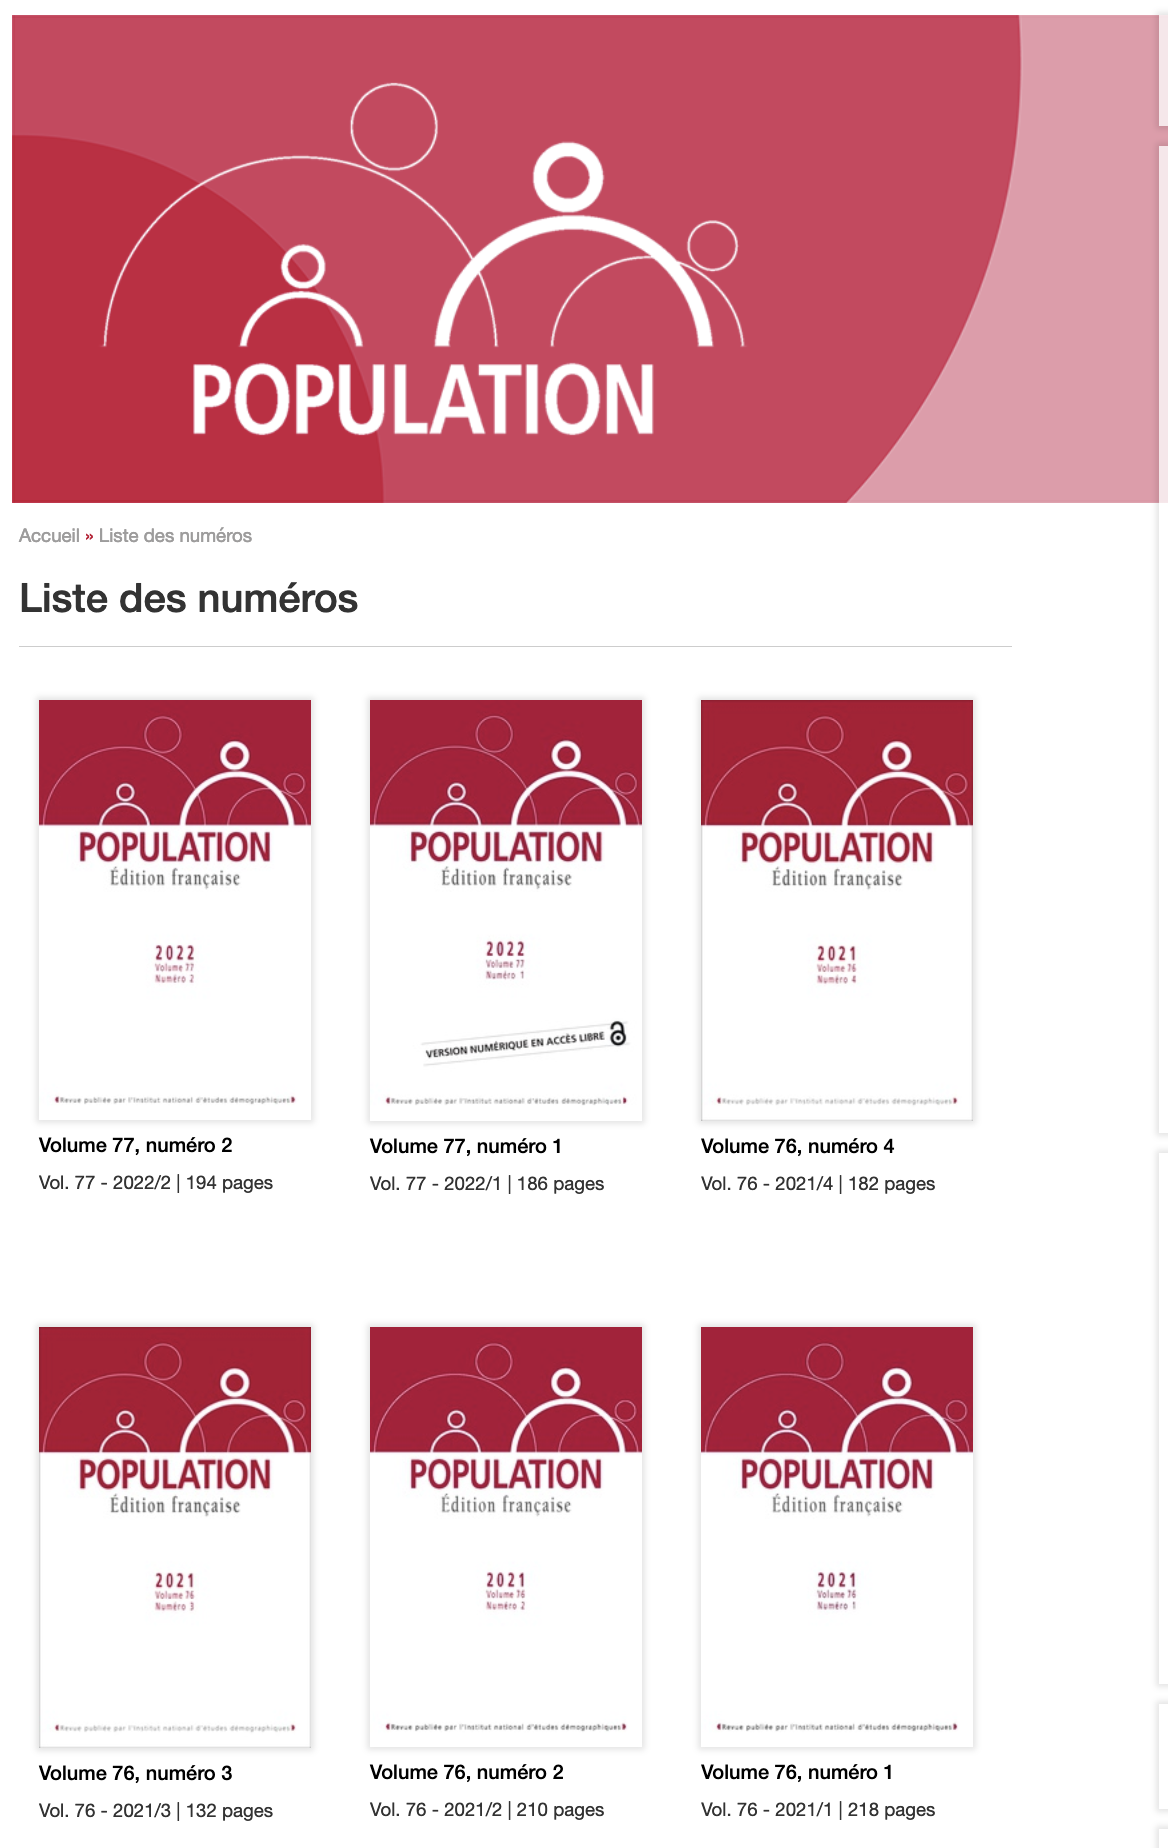 POPULATION
Accueil » Liste des numéros
Liste des numéros
POPULATION
Édition française
2022
Volume 77
Numéro 2
Revue publiée par l'Institut national d'études démographiques
Volume 77, numéro 2
Vol. 77 - 2022/2 | 194 pages
POPULATION
Édition française
2022
Volume 77
Numéro 1
VERSION NUMÉRIQUE EN ACCÈS LIBRE
Revue publiée par l'Institut national d'études démographiques
Volume 77, numéro 1
Vol. 77 - 2022/1 | 186 pages
POPULATION
Édition française
2021
Volume 76
Numéro 4
Revue publiée par l'Institut national d'études démographiques
Volume 76, numéro 4
Vol. 76 - 2021/4 | 182 pages
POPULATION
Édition française
2021
Volume 76
Numéro 3
Revue publiée par l'Institut national d'études démographiques
Volume 76, numéro 3
Vol. 76 - 2021/3 | 132 pages
POPULATION
Édition française
2021
Volume 76
Numéro 2
Revue publiée par l'Institut national d'études démographiques
Volume 76, numéro 2
Vol. 76 - 2021/2 | 210 pages
POPULATION
Édition française
2021
Volume 76
Numéro 1
Revue publiée par l'Institut national d'études démographiques
Volume 76, numéro 1
Vol. 76 - 2021/1 | 218 pages